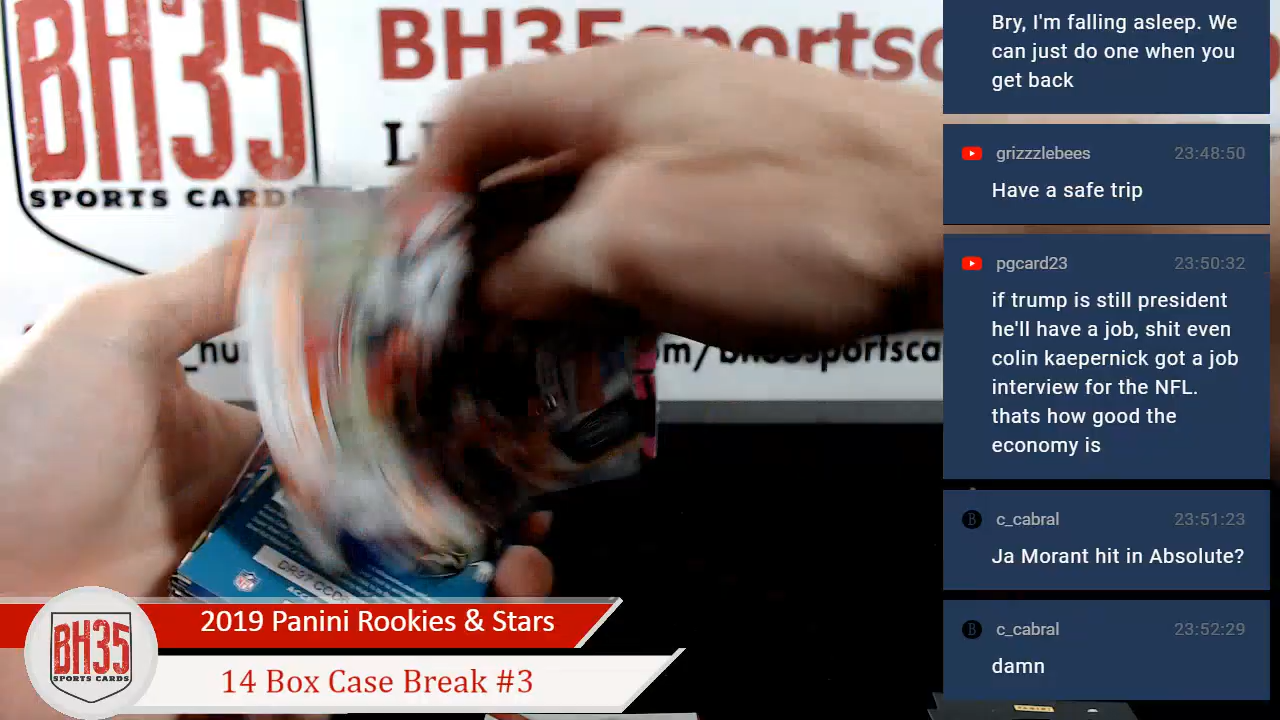 BH35
SPORTS CARDS
BH35sportsc
Bry, I'm falling asleep. We
can just do one when you
get back
grizzzlebees 23:48:50
Have a safe trip
pgcard23 23:50:32
if trump is still president
he'll have a job, shit even
colin kaepernick got a job
interview for the NFL.
thats how good the
economy is
c_cabral 23:51:23
Ja Morant hit in Absolute?
c_cabral 23:52:29
damn
2019 Panini Rookies & Stars
14 Box Case Break #3
BH35
SPORTS CARDS
NFL
PANINI